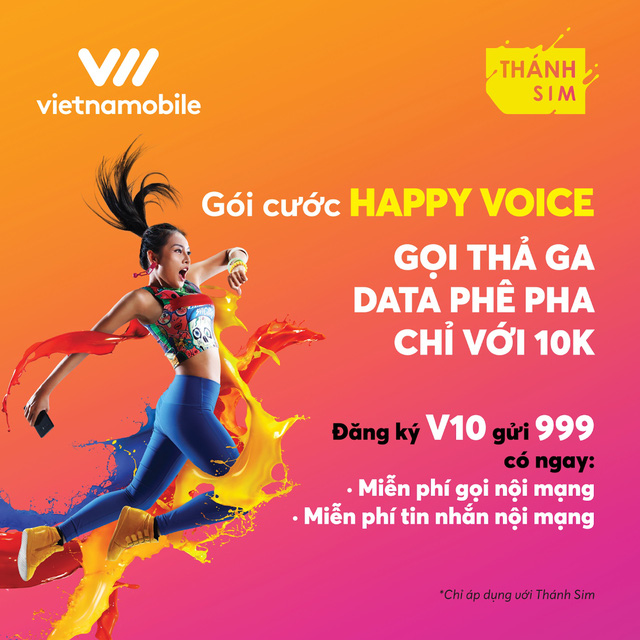 vietnamobile
THÁNH
SIM
Gói cước HAPPY VOICE
GỌI THẢ GA
DATA PHÊ PHA
CHỈ VỚI 10K
Đăng ký V10 gửi 999
có ngay:
• Miễn phí gọi nội mạng
• Miễn phí tin nhắn nội mạng
*Chỉ áp dụng với Thánh Sim